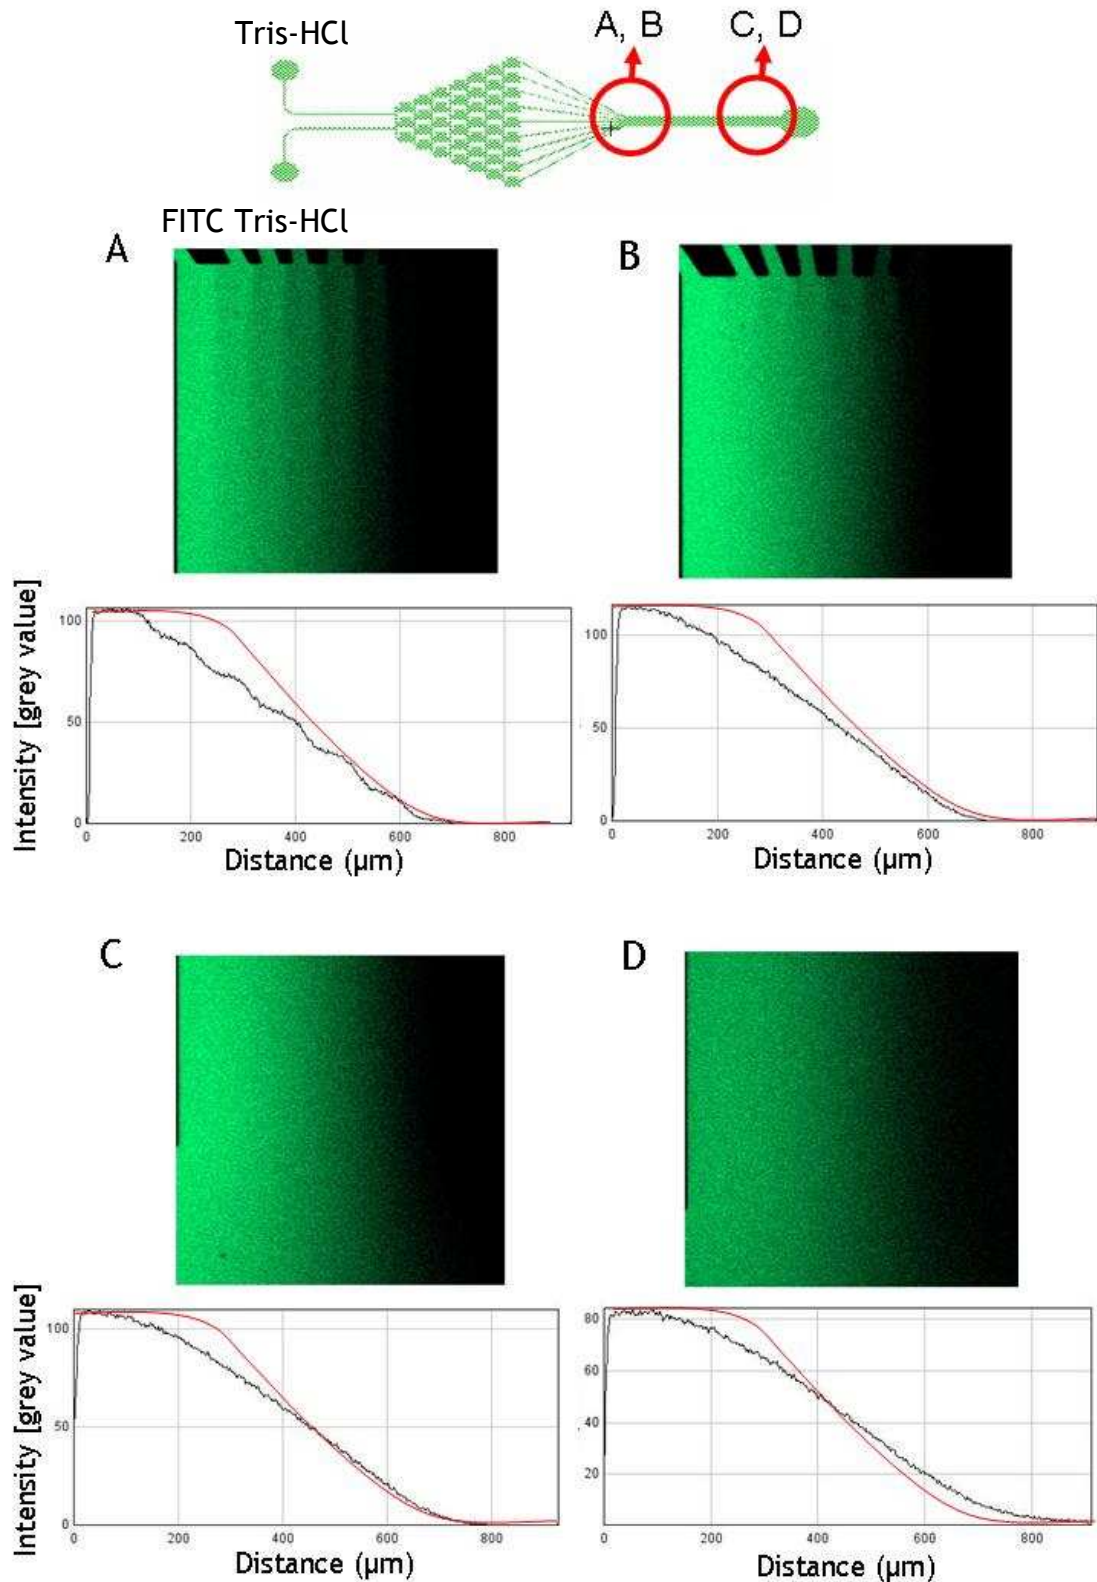 Tris-HCl
A, B
C, D
FITC Tris-HCl
A
B
Intensity [grey value]
100
50
0
0 200 400 600 800
Distance (µm)
100
50
0
0 200 400 600 800
Distance (µm)
C
D
Intensity [grey value]
100
50
0
0 200 400 600 800
Distance (µm)
80
60
40
20
0 200 400 600 800
Distance (µm)